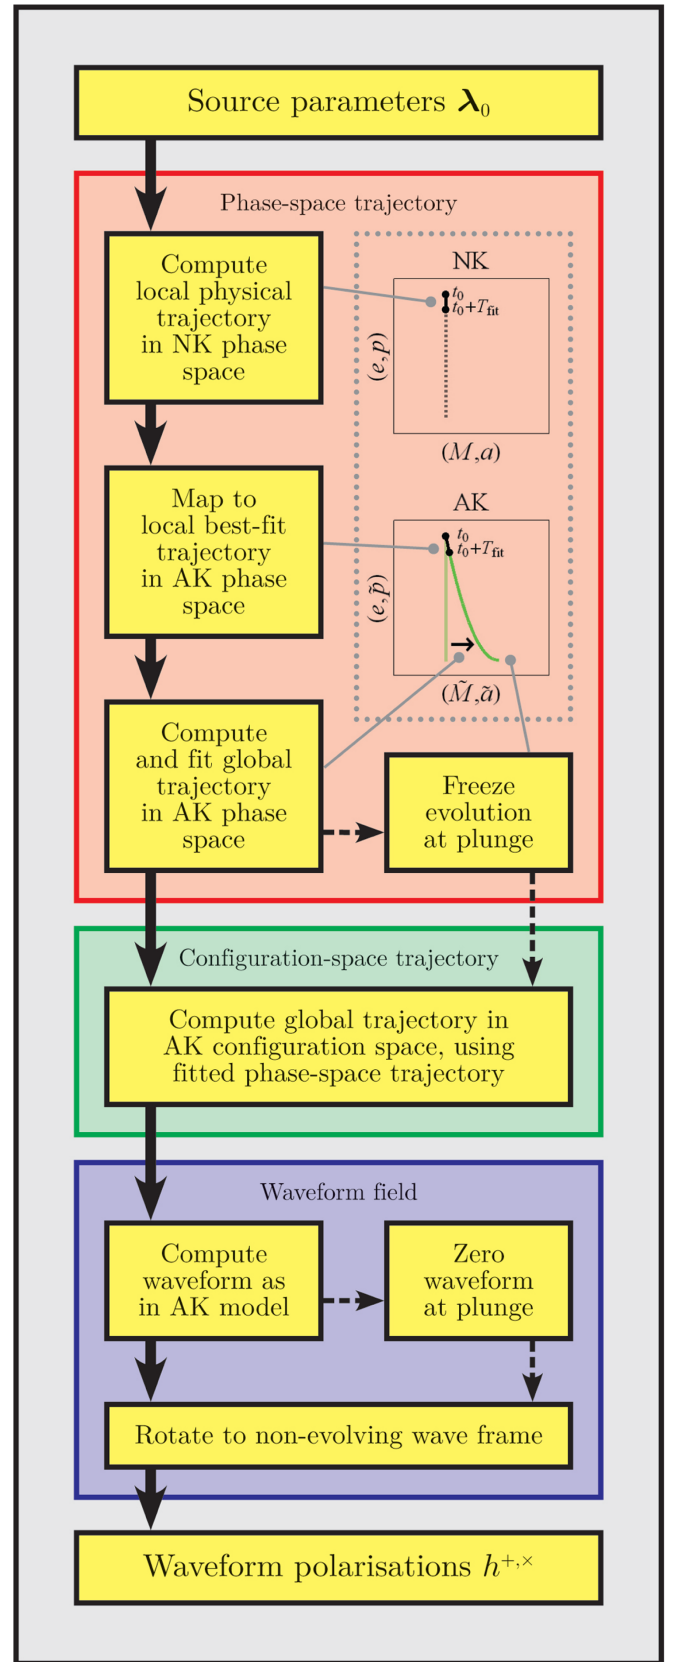 Source parameters λ₀
Phase-space trajectory
Compute
local physical
trajectory
in NK phase
space
NK
t₀
t₀+T_fit
(e,p)
(M,a)
Map to
local best-fit
trajectory
in AK phase
space
AK
t₀
t₀+T_fit
(e,p̃)
(M̃,ã)
Compute
and fit global
trajectory
in AK phase
space
Freeze
evolution
at plunge
Configuration-space trajectory
Compute global trajectory in
AK configuration space, using
fitted phase-space trajectory
Waveform field
Compute
waveform as
in AK model
Zero
waveform
at plunge
Rotate to non-evolving wave frame
Waveform polarisations h⁺,×